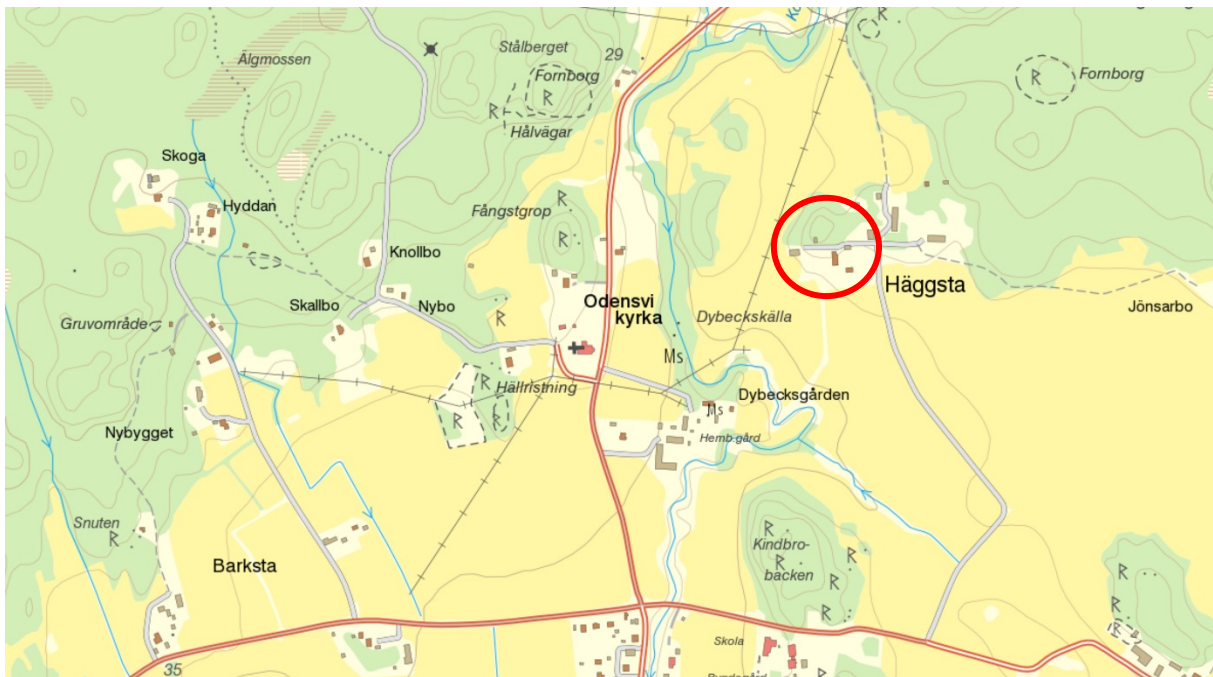 Stålberget
29
Fornborg
Fornborg
Älgmossen
Hålvägar
Skoga
Hyddan
Fångstgrop
Knollbo
Häggsta
Skallbo
Nybo
Odensvi
kyrka
Dybeckskälla
Jönsarbo
Gruvområde
Ms
Hällristning
Dybecksgården
Ms
Nybygget
Hemb gård
Snuten
Kindbro-
backen
Barksta
Skola
35